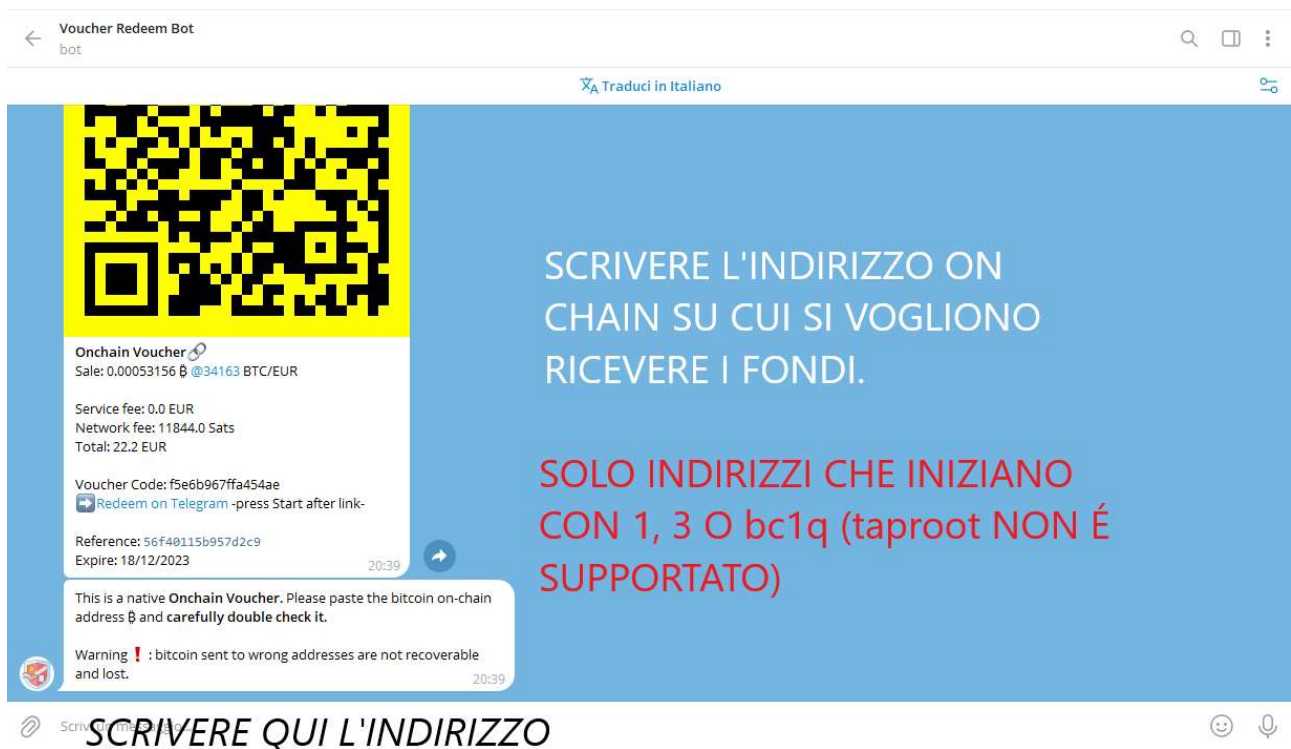 Voucher Redeem Bot
bot
Traduci in Italiano
Onchain Voucher
Sale: 0.00053156 ₿ @34163 BTC/EUR
Service fee: 0.0 EUR
Network fee: 11844.0 Sats
Total: 22.2 EUR
Voucher Code: f5e6b967ffa454ae
Redeem on Telegram -press Start after link-
Reference: 56f40115b957d2c9
Expire: 18/12/2023
20:39
This is a native Onchain Voucher. Please paste the bitcoin on-chain
address ₿ and carefully double check it.
Warning ❗ : bitcoin sent to wrong addresses are not recoverable
and lost.
20:39
SCRIVERE L'INDIRIZZO ON
CHAIN SU CUI SI VOGLIONO
RICEVERE I FONDI.
SOLO INDIRIZZI CHE INIZIANO
CON 1, 3 O bc1q (taproot NON É
SUPPORTATO)
SCRIVERE QUI L'INDIRIZZO